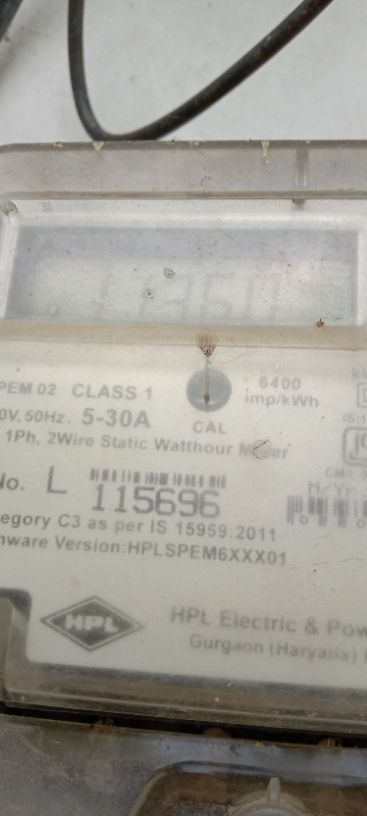 PEM 02 CLASS 1
6400
imp/kWh
0V, 50Hz, 5-30A
CAL
1Ph, 2Wire Static Watthour Meter
No. L 115696
egory C3 as per IS 15959:2011
mware Version:HPLSPEM6XXX01
HPL
HPL Electric & Pow
Gurgaon (Haryana)